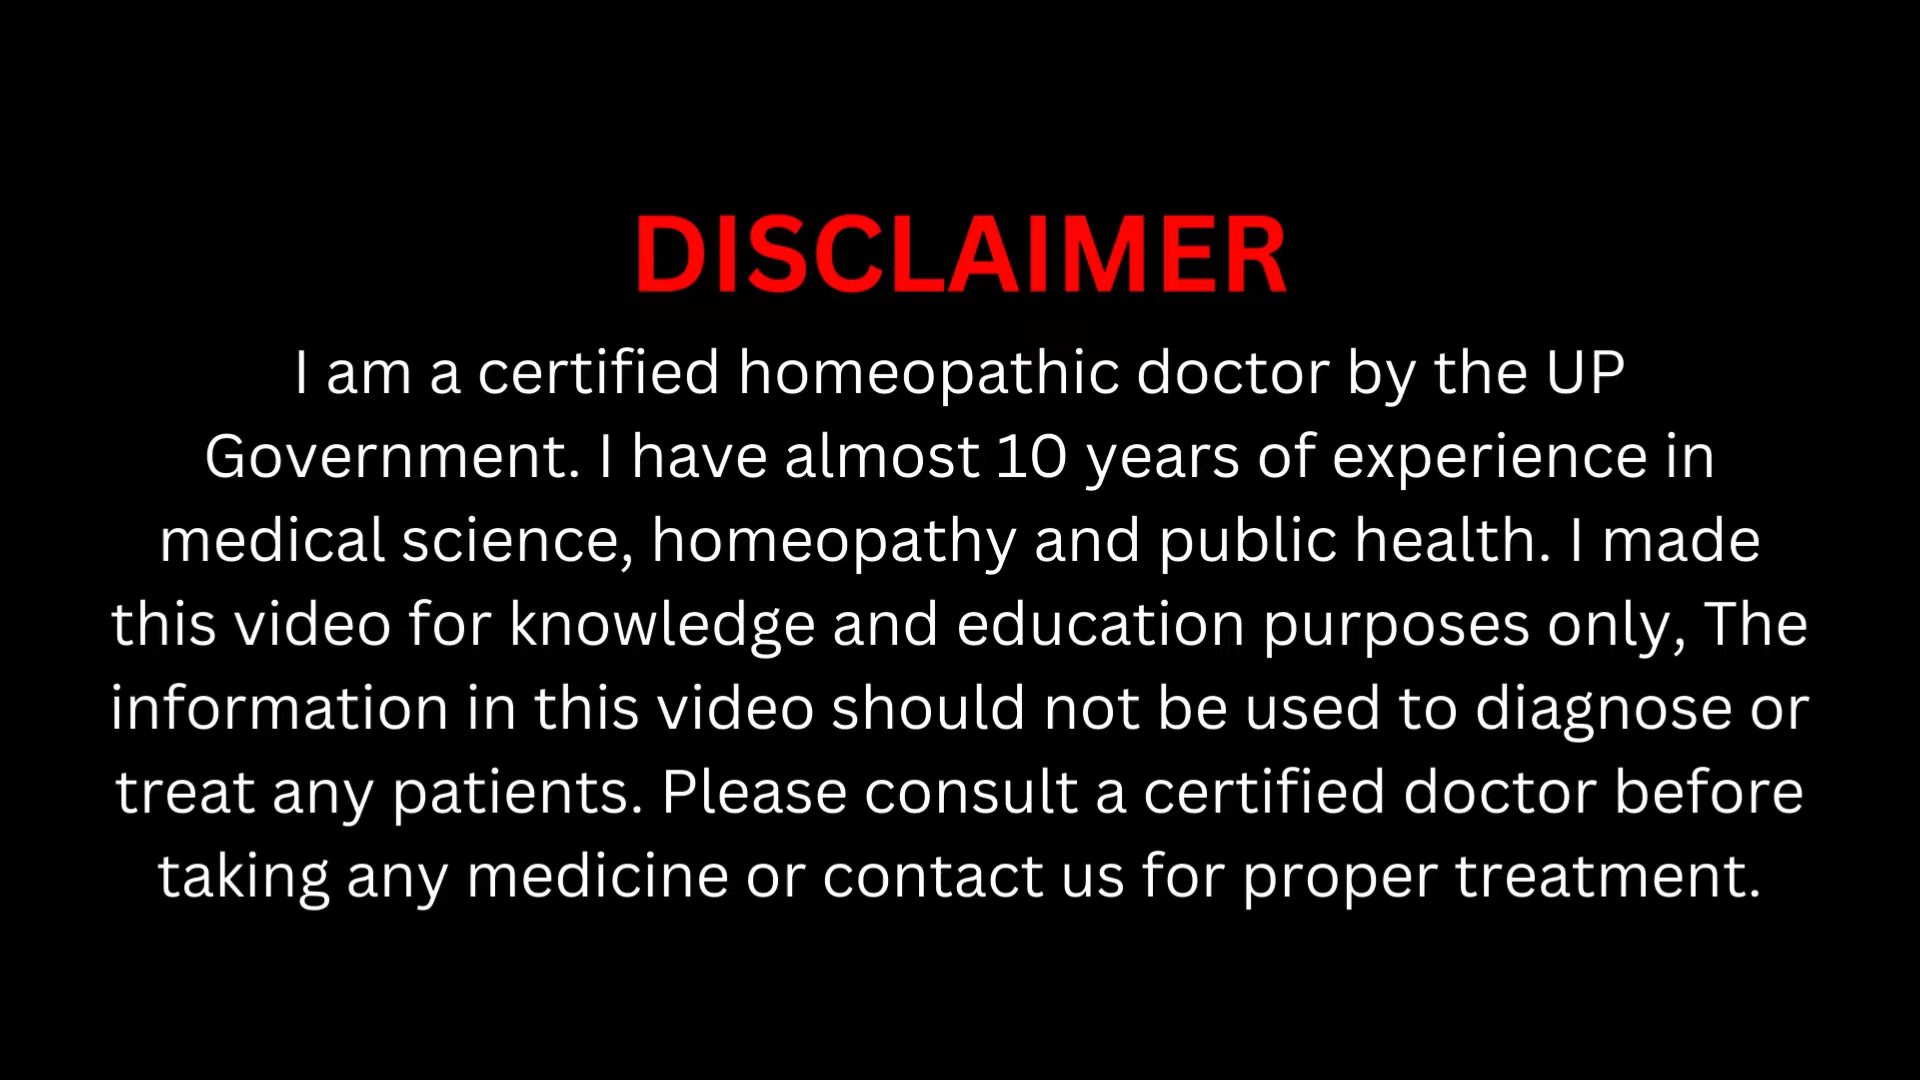 DISCLAIMER
I am a certified homeopathic doctor by the UP
Government. I have almost 10 years of experience in
medical science, homeopathy and public health. I made
this video for knowledge and education purposes only, The
information in this video should not be used to diagnose or
treat any patients. Please consult a certified doctor before
taking any medicine or contact us for proper treatment.